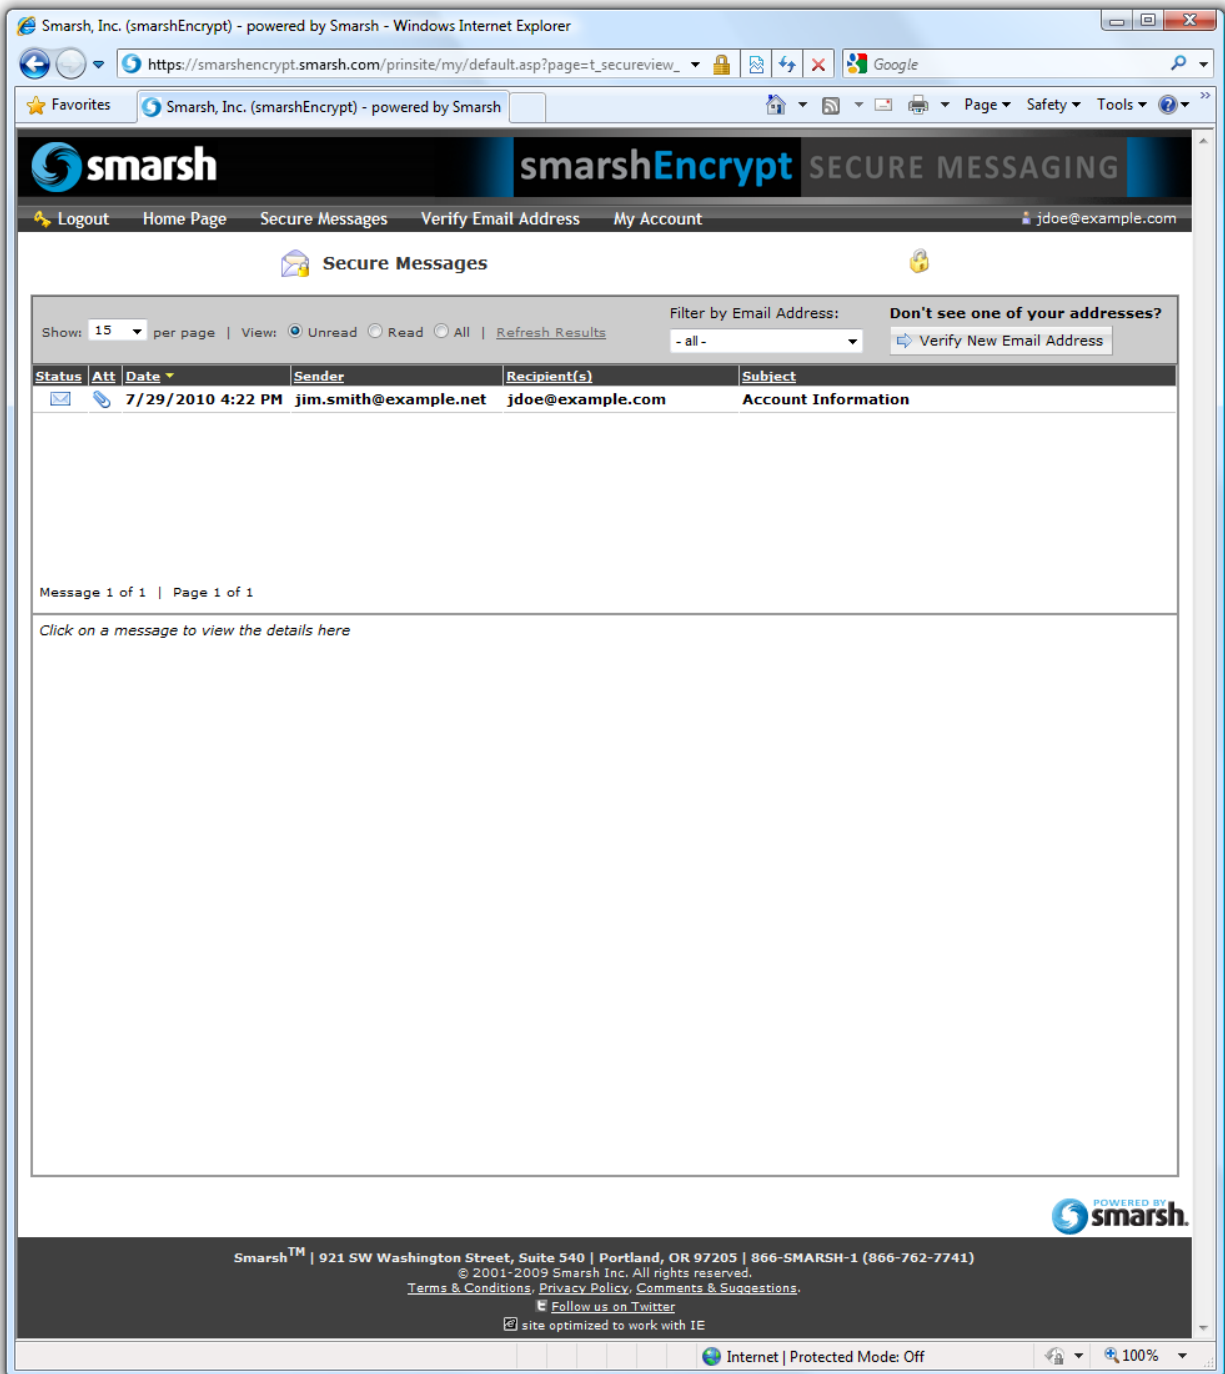 Smarsh, Inc. (smarshEncrypt) - powered by Smarsh - Windows Internet Explorer
https://smarshencrypt.smarsh.com/prinsite/my/default.asp?page=t_secureview_ Google
Favorites Smarsh, Inc. (smarshEncrypt) - powered by Smarsh Page Safety Tools
smarsh smarshEncrypt SECURE MESSAGING
Logout Home Page Secure Messages Verify Email Address My Account jdoe@example.com
Secure Messages
Filter by Email Address: Don't see one of your addresses?
Show: 15 per page | View: Unread Read All | Refresh Results - all - Verify New Email Address
Status Att Date Sender Recipient(s) Subject
7/29/2010 4:22 PM jim.smith@example.net jdoe@example.com Account Information
Message 1 of 1 | Page 1 of 1
Click on a message to view the details here
POWERED BY
smarsh.
Smarsh™ | 921 SW Washington Street, Suite 540 | Portland, OR 97205 | 866-SMARSH-1 (866-762-7741)
© 2001-2009 Smarsh Inc. All rights reserved.
Terms & Conditions, Privacy Policy, Comments & Suggestions.
Follow us on Twitter
site optimized to work with IE
Internet | Protected Mode: Off 100%